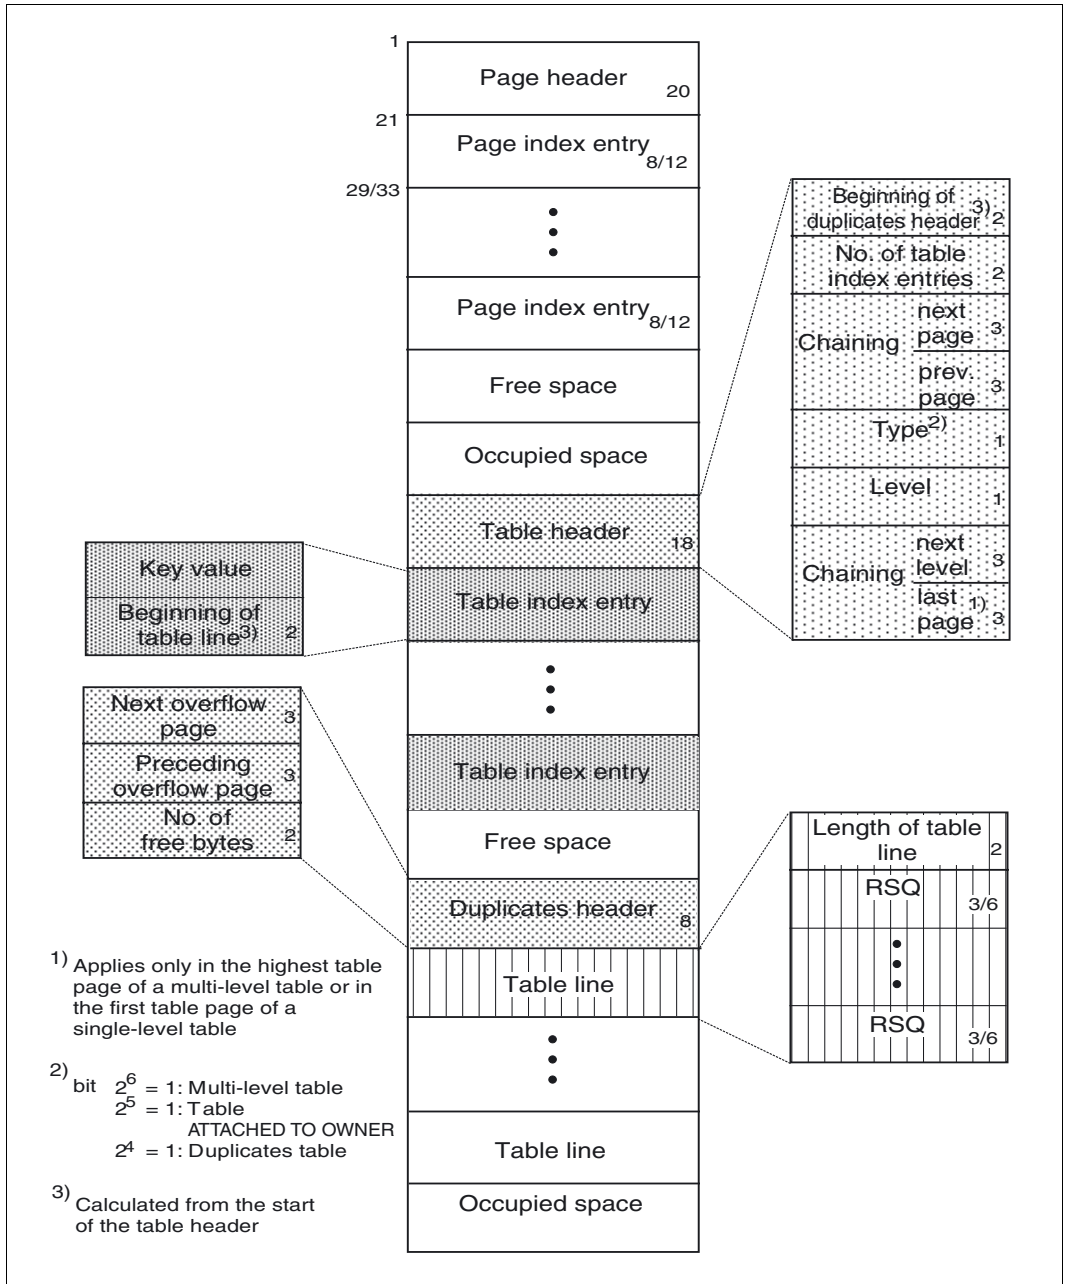 1
Page header
20
21
Page index entry
8/12
29/33
Page index entry
8/12
Free space
Occupied space
Table header
18
Table index entry
Table index entry
Free space
Duplicates header
8
Table line
Table line
Occupied space
Beginning of
duplicates header 3)
2
No. of table
index entries
2
Chaining
next
page
3
prev.
page
3
Type2)
1
Level
1
Chaining
next
level
3
last 1)
page
3
Key value
Beginning of
table line3)
2
Next overflow
page
3
Preceding
overflow page
3
No. of
free bytes
2
Length of table
line
2
RSQ
3/6
RSQ
3/6
1) Applies only in the highest table
page of a multi-level table or in
the first table page of a
single-level table
2) bit 2^6 = 1: Multi-level table
2^5 = 1: Table
ATTACHED TO OWNER
2^4 = 1: Duplicates table
3) Calculated from the start
of the table header